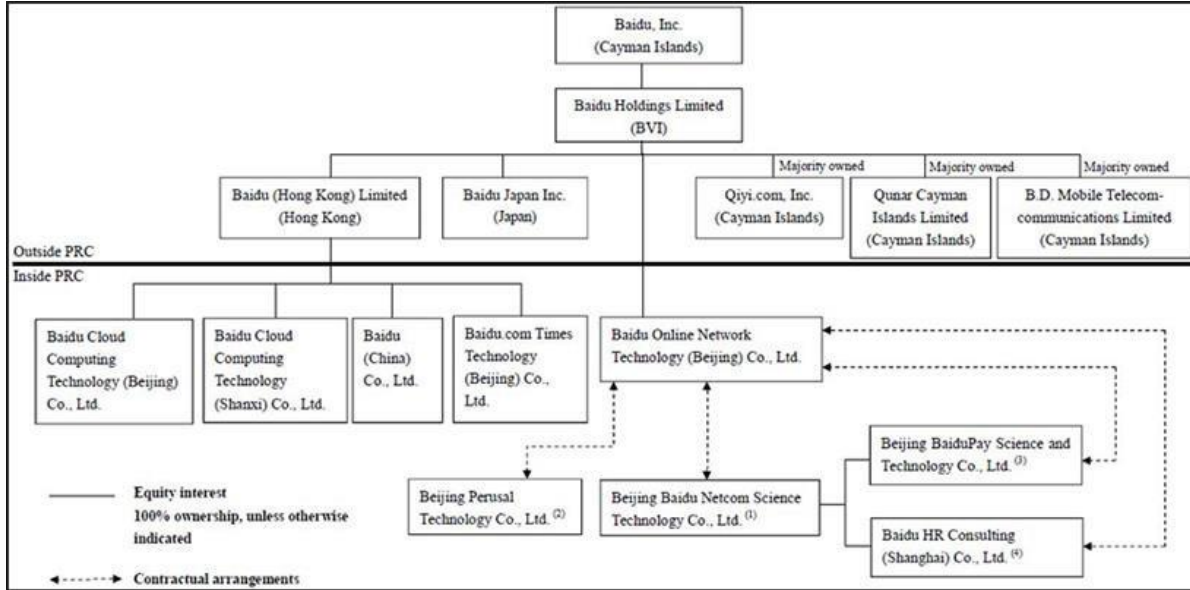 Baidu, Inc.
(Cayman Islands)
Baidu Holdings Limited
(BVI)
Majority owned
Majority owned
Majority owned
Baidu (Hong Kong) Limited
(Hong Kong)
Baidu Japan Inc.
(Japan)
Qiyi.com, Inc.
(Cayman Islands)
Qunar Cayman
Islands Limited
(Cayman Islands)
B.D. Mobile Telecom-
communications Limited
(Cayman Islands)
Outside PRC
Inside PRC
Baidu Cloud
Computing
Technology (Beijing)
Co., Ltd.
Baidu Cloud
Computing
Technology
(Shanxi) Co., Ltd.
Baidu
(China)
Co., Ltd.
Baidu.com Times
Technology
(Beijing) Co.,
Ltd.
Baidu Online Network
Technology (Beijing) Co., Ltd.
Beijing BaiduPay Science and
Technology Co., Ltd. (3)
Beijing Perusal
Technology Co., Ltd. (2)
Beijing Baidu Netcom Science
Technology Co., Ltd. (1)
Baidu HR Consulting
(Shanghai) Co., Ltd. (4)
Equity interest
100% ownership, unless otherwise
indicated
Contractual arrangements